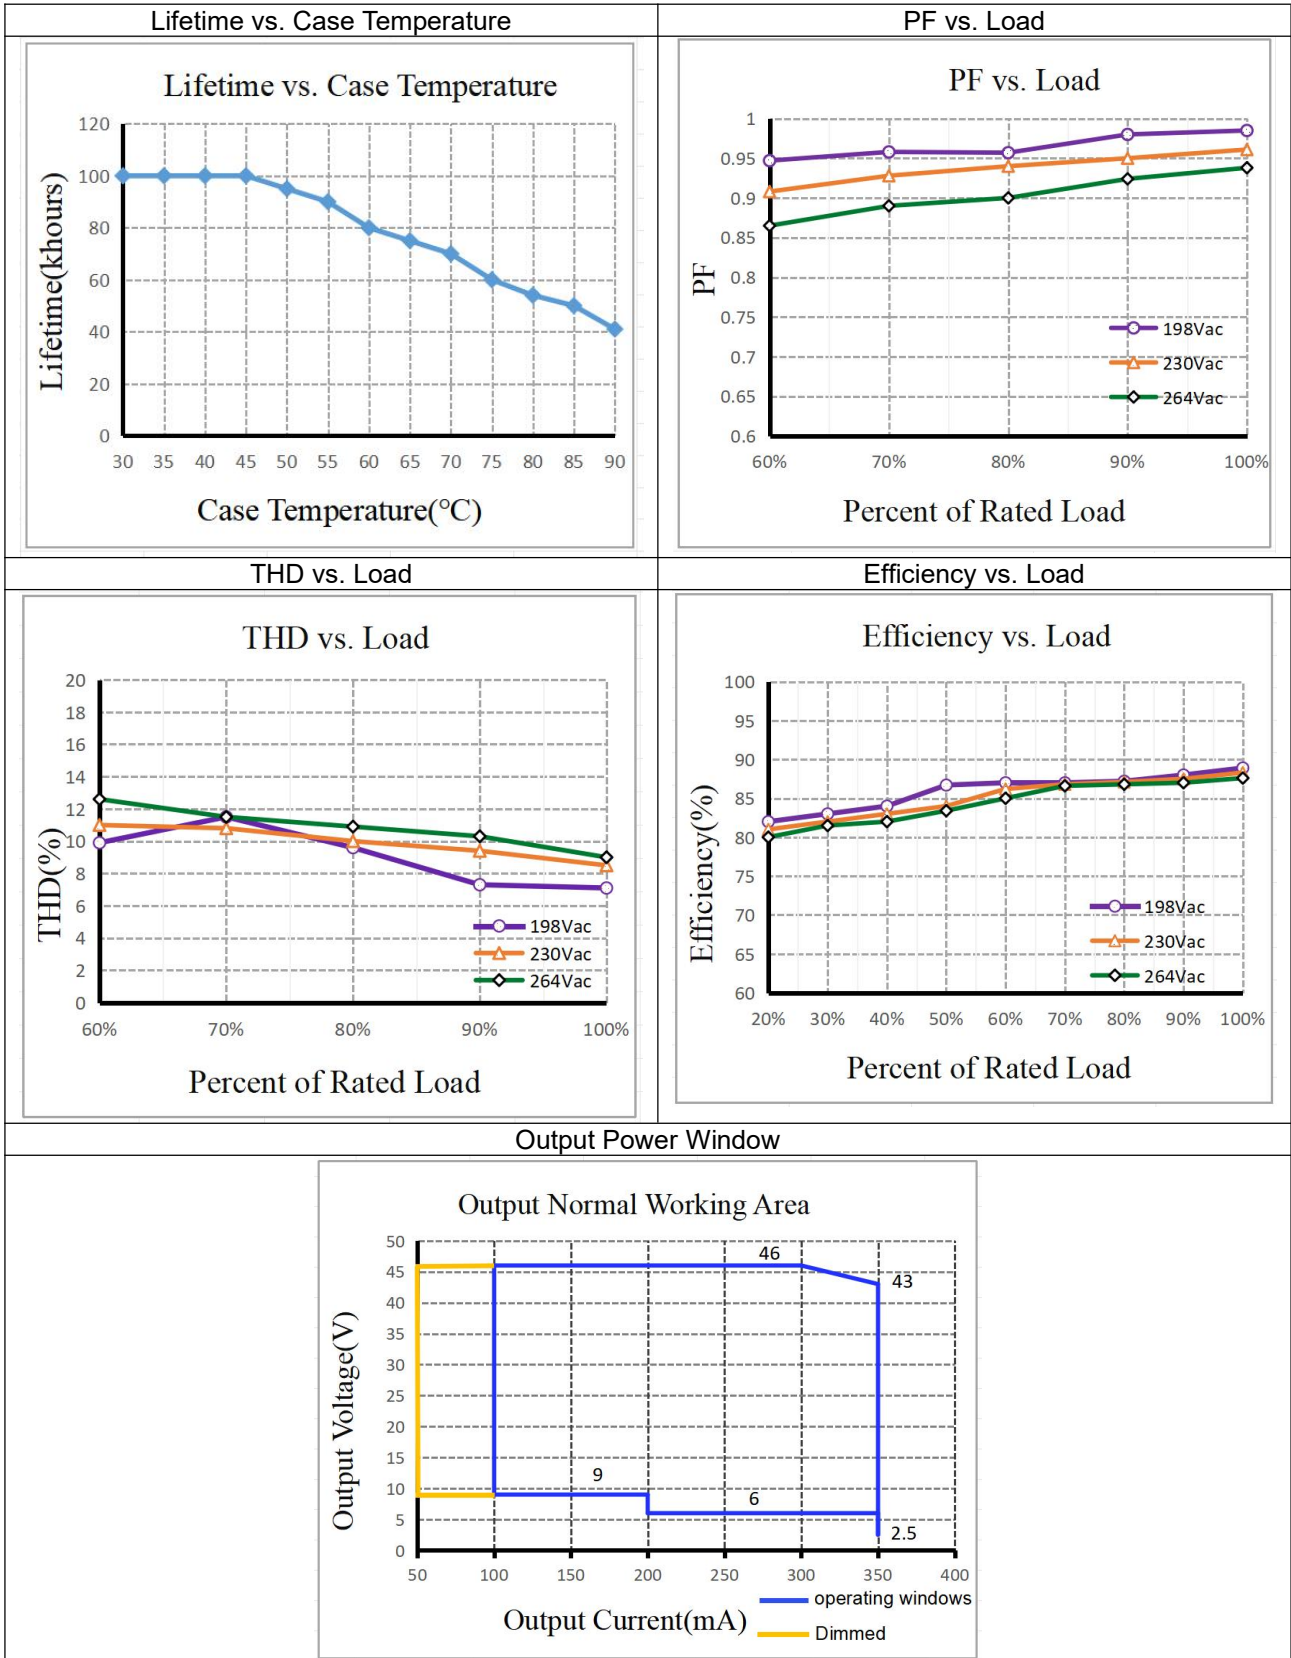 Lifetime vs. Case Temperature
PF vs. Load
Lifetime vs. Case Temperature
120
100
80
60
40
20
0
Lifetime(khours)
30 35 40 45 50 55 60 65 70 75 80 85 90
Case Temperature(°C)
PF vs. Load
1
0.95
0.9
0.85
0.8
0.75
0.7
0.65
0.6
PF
198Vac
230Vac
264Vac
60% 70% 80% 90% 100%
Percent of Rated Load
THD vs. Load
Efficiency vs. Load
THD vs. Load
20
18
16
14
12
10
8
6
4
2
0
THD(%)
198Vac
230Vac
264Vac
60% 70% 80% 90% 100%
Percent of Rated Load
Efficiency vs. Load
100
95
90
85
80
75
70
65
60
Efficiency(%)
198Vac
230Vac
264Vac
20% 30% 40% 50% 60% 70% 80% 90% 100%
Percent of Rated Load
Output Power Window
Output Normal Working Area
50
45
40
35
30
25
20
15
10
5
0
Output Voltage(V)
46
43
9
6
2.5
50 100 150 200 250 300 350 400
Output Current(mA)
operating windows
Dimmed